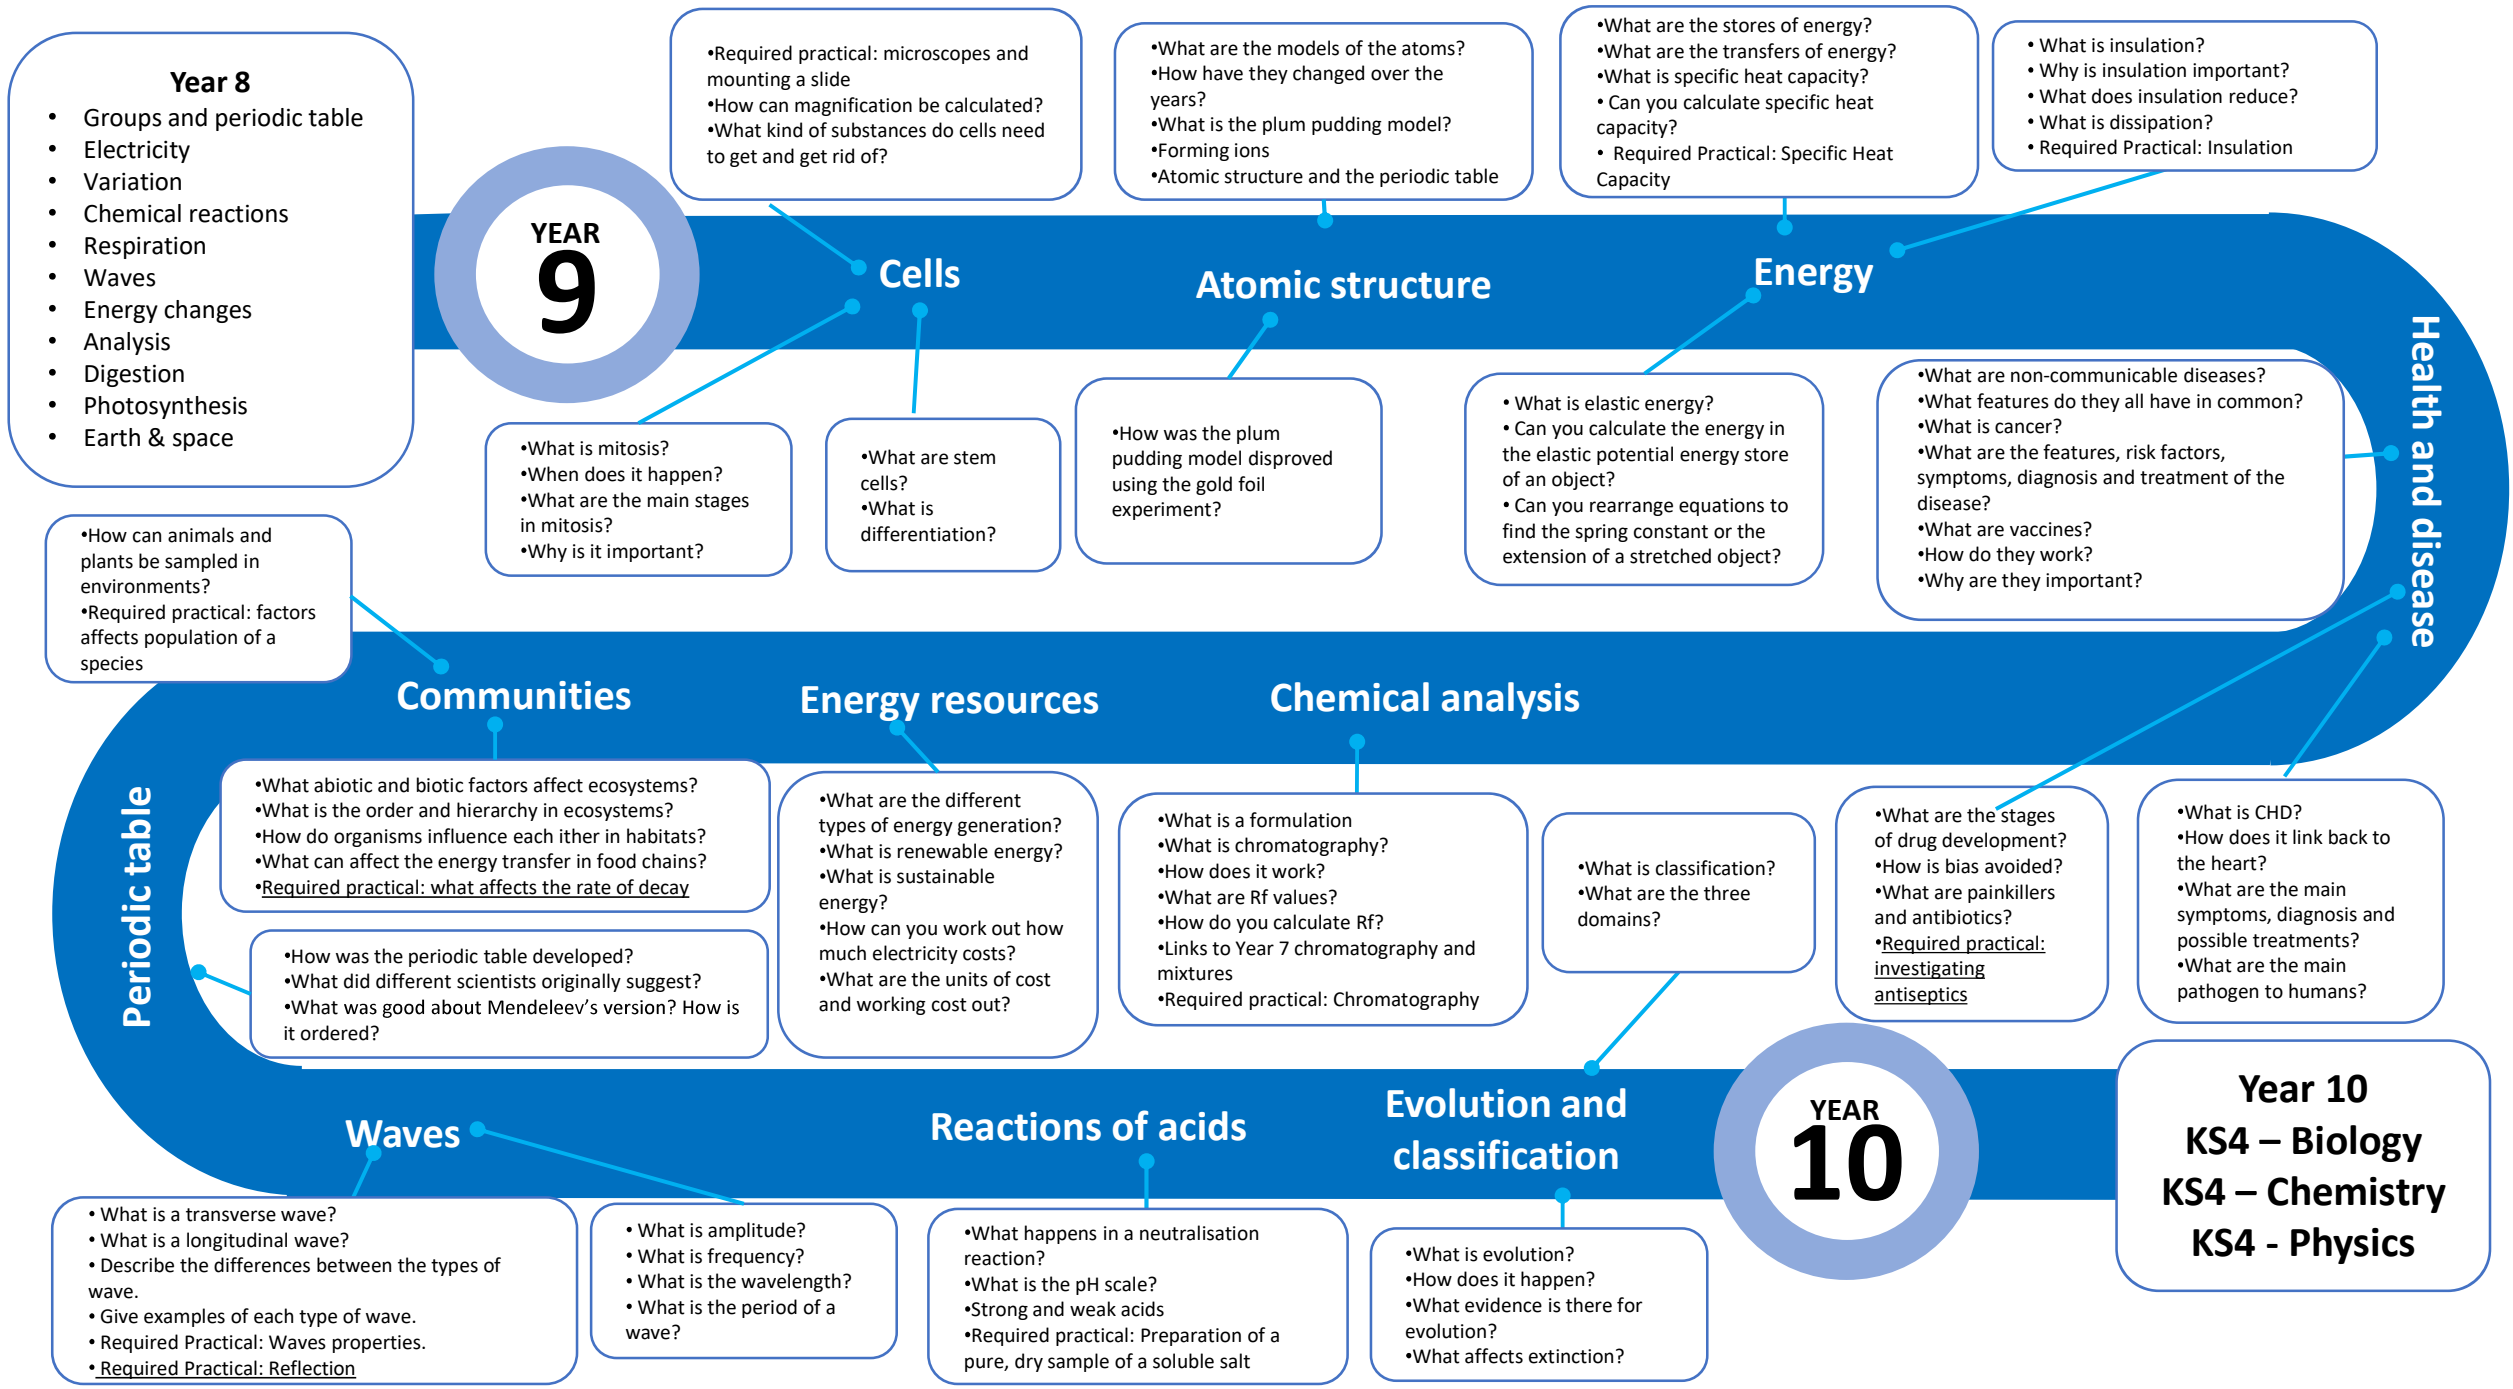 Year 8
• Groups and periodic table
• Electricity
• Variation
• Chemical reactions
• Respiration
• Waves
• Energy changes
• Analysis
• Digestion
• Photosynthesis
• Earth & space
YEAR
9
•Required practical: microscopes and
mounting a slide
•How can magnification be calculated?
•What kind of substances do cells need
to get and get rid of?
•What are the models of the atoms?
•How have they changed over the
years?
•What is the plum pudding model?
•Forming ions
•Atomic structure and the periodic table
•What are the stores of energy?
•What are the transfers of energy?
•What is specific heat capacity?
• Can you calculate specific heat
capacity?
• Required Practical: Specific Heat
Capacity
• What is insulation?
• Why is insulation important?
• What does insulation reduce?
• What is dissipation?
• Required Practical: Insulation
Cells
Atomic structure
Energy
Health and disease
•What is mitosis?
•When does it happen?
•What are the main stages
in mitosis?
•Why is it important?
•What are stem
cells?
•What is
differentiation?
•How was the plum
pudding model disproved
using the gold foil
experiment?
• What is elastic energy?
• Can you calculate the energy in
the elastic potential energy store
of an object?
• Can you rearrange equations to
find the spring constant or the
extension of a stretched object?
•What are non-communicable diseases?
•What features do they all have in common?
•What is cancer?
•What are the features, risk factors,
symptoms, diagnosis and treatment of the
disease?
•What are vaccines?
•How do they work?
•Why are they important?
•How can animals and
plants be sampled in
environments?
•Required practical: factors
affects population of a
species
Communities
Energy resources
Chemical analysis
Periodic table
•What abiotic and biotic factors affect ecosystems?
•What is the order and hierarchy in ecosystems?
•How do organisms influence each ither in habitats?
•What can affect the energy transfer in food chains?
•Required practical: what affects the rate of decay
•How was the periodic table developed?
•What did different scientists originally suggest?
•What was good about Mendeleev’s version? How is
it ordered?
•What are the different
types of energy generation?
•What is renewable energy?
•What is sustainable
energy?
•How can you work out how
much electricity costs?
•What are the units of cost
and working cost out?
•What is a formulation
•What is chromatography?
•How does it work?
•What are Rf values?
•How do you calculate Rf?
•Links to Year 7 chromatography and
mixtures
•Required practical: Chromatography
•What is classification?
•What are the three
domains?
•What are the stages
of drug development?
•How is bias avoided?
•What are painkillers
and antibiotics?
•Required practical:
investigating
antiseptics
•What is CHD?
•How does it link back to
the heart?
•What are the main
symptoms, diagnosis and
possible treatments?
•What are the main
pathogen to humans?
Waves
Reactions of acids
Evolution and
classification
YEAR
10
Year 10
KS4 – Biology
KS4 – Chemistry
KS4 - Physics
• What is a transverse wave?
• What is a longitudinal wave?
• Describe the differences between the types of
wave.
• Give examples of each type of wave.
• Required Practical: Waves properties.
• Required Practical: Reflection
• What is amplitude?
• What is frequency?
• What is the wavelength?
• What is the period of a
wave?
•What happens in a neutralisation
reaction?
•What is the pH scale?
•Strong and weak acids
•Required practical: Preparation of a
pure, dry sample of a soluble salt
•What is evolution?
•How does it happen?
•What evidence is there for
evolution?
•What affects extinction?